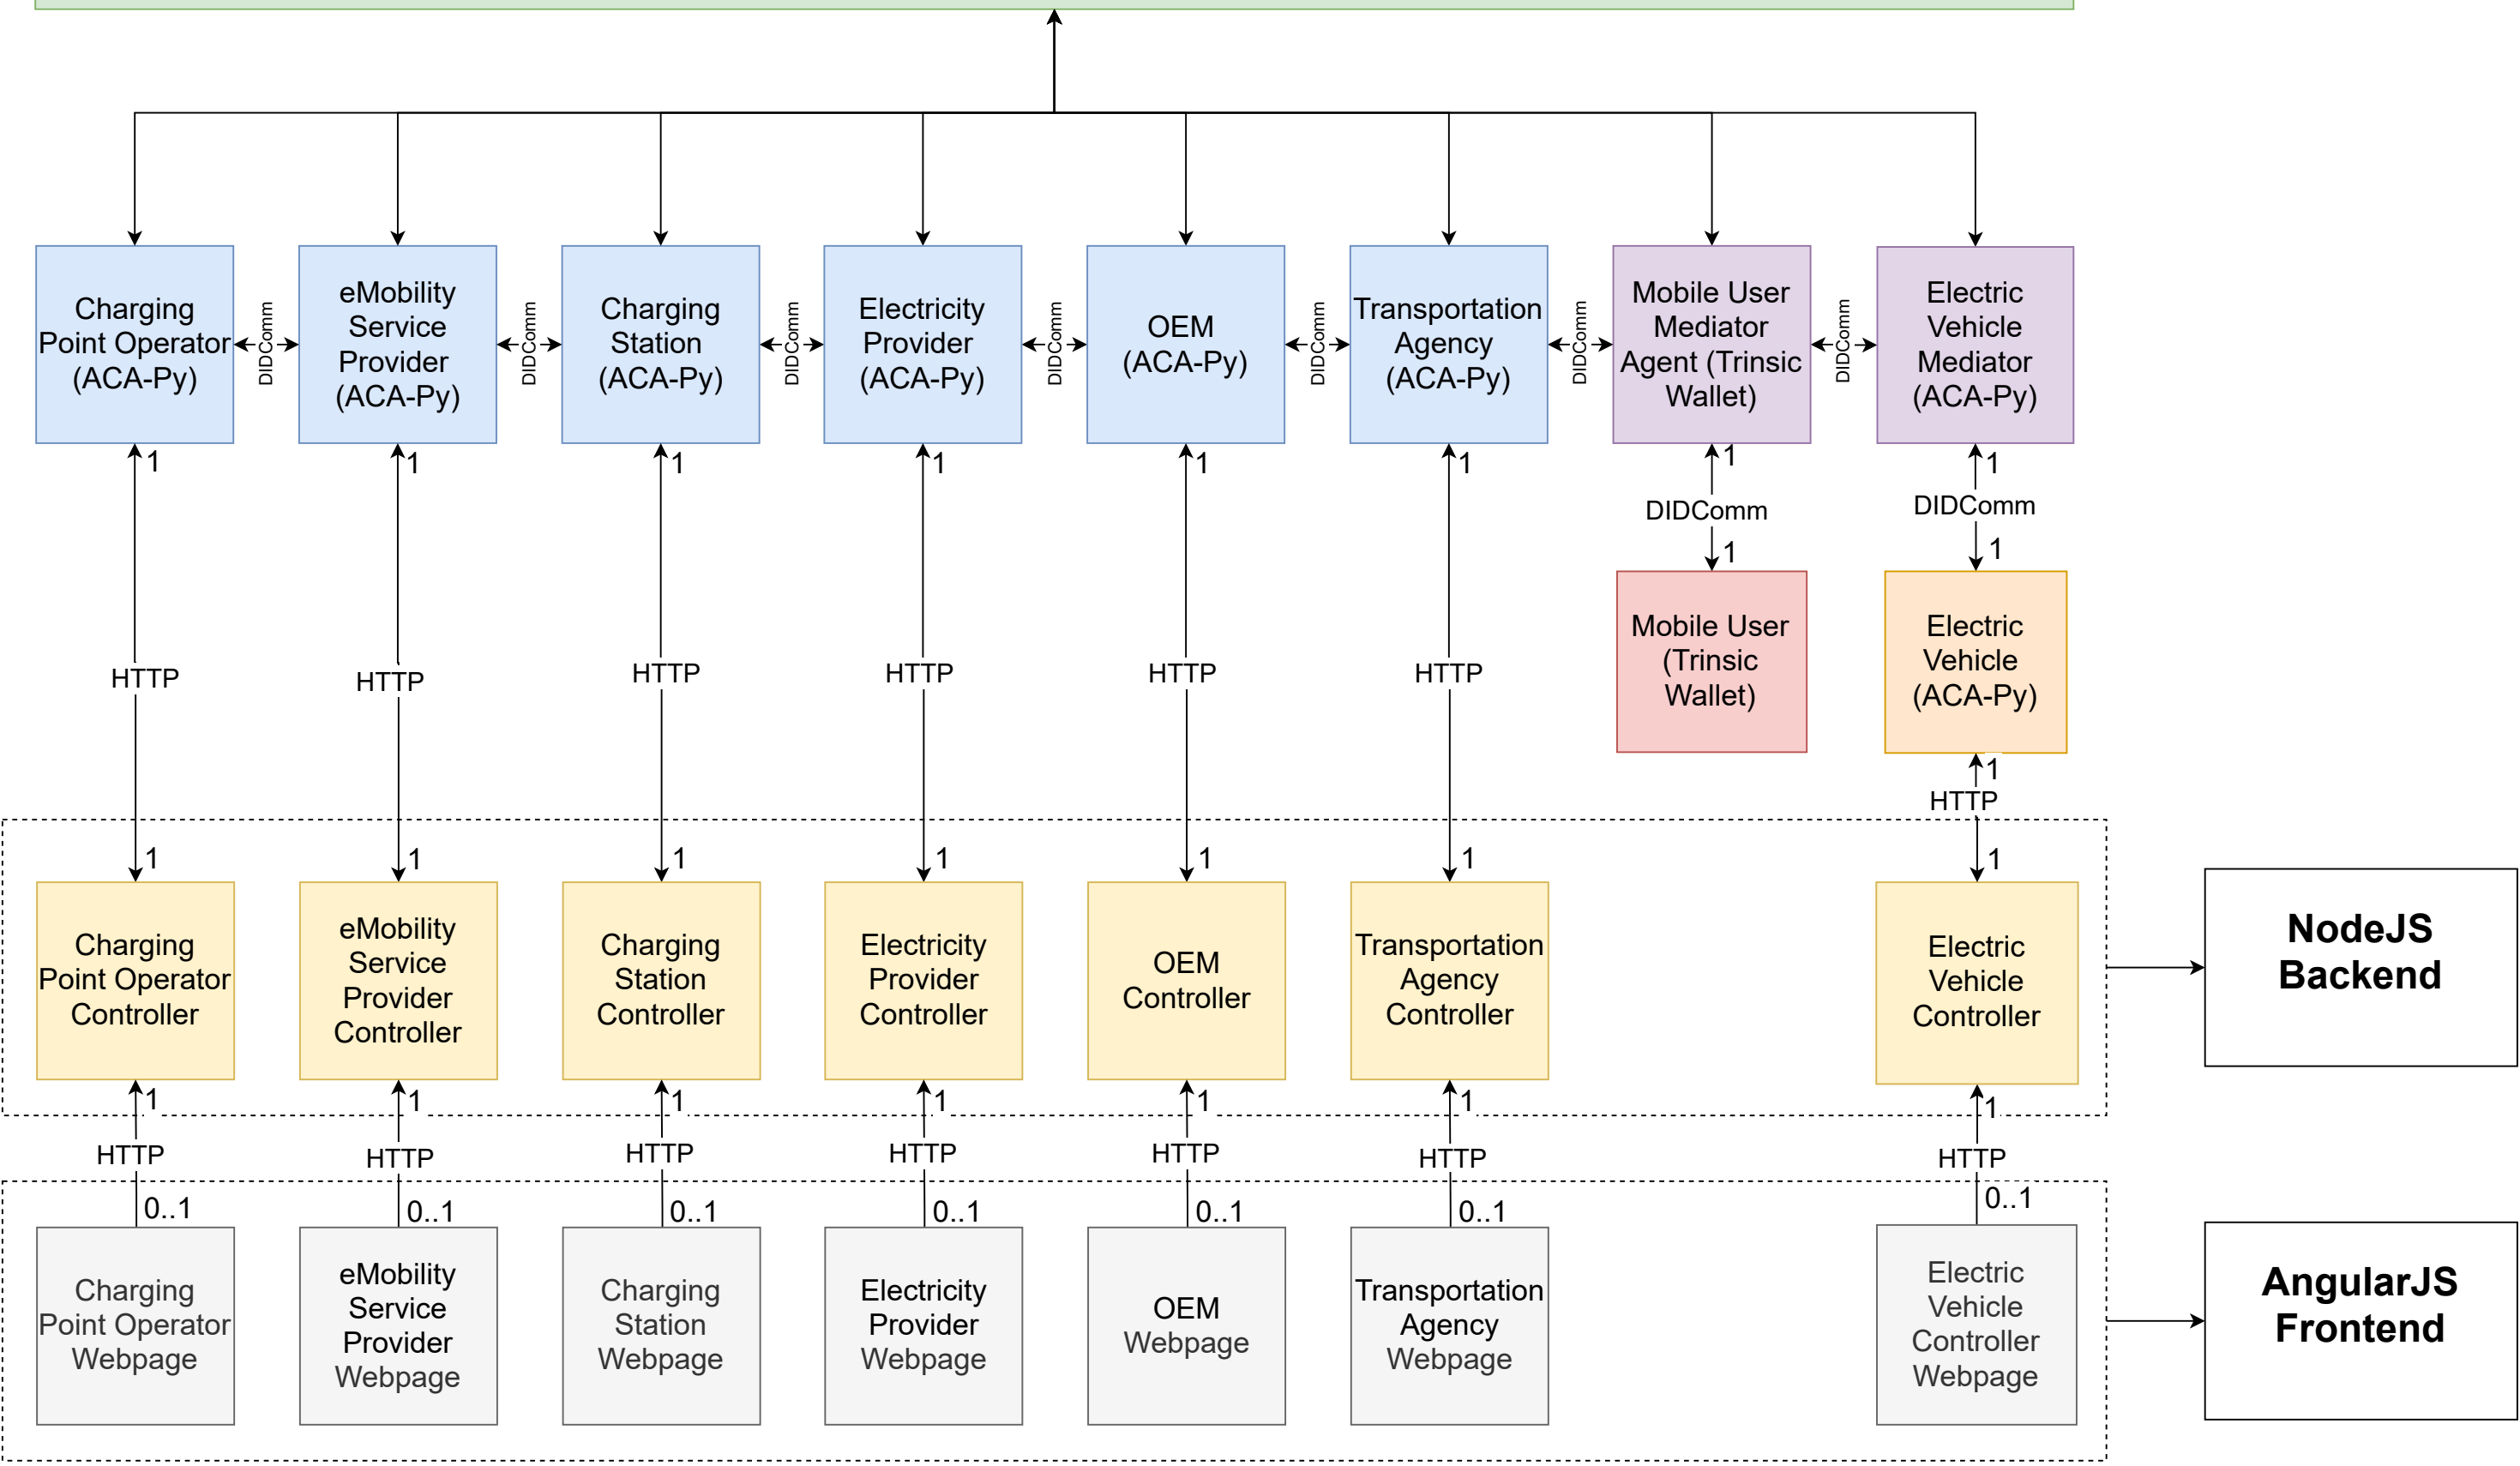 Charging
Point Operator
(ACA-Py)
DIDComm
eMobility
Service
Provider
(ACA-Py)
DIDComm
Charging
Station
(ACA-Py)
DIDComm
Electricity
Provider
(ACA-Py)
DIDComm
OEM
(ACA-Py)
DIDComm
Transportation
Agency
(ACA-Py)
DIDComm
Mobile User
Mediator
Agent (Trinsic
Wallet)
DIDComm
Electric
Vehicle
Mediator
(ACA-Py)
1
1
1
1
1
1
1
1
DIDComm
DIDComm
1
1
Mobile User
(Trinsic
Wallet)
Electric
Vehicle
(ACA-Py)
HTTP
HTTP
HTTP
HTTP
HTTP
HTTP
1
HTTP
1
1
1
1
1
1
1
Charging
Point Operator
Controller
eMobility
Service
Provider
Controller
Charging
Station
Controller
Electricity
Provider
Controller
OEM
Controller
Transportation
Agency
Controller
Electric
Vehicle
Controller
NodeJS
Backend
1
1
1
1
1
1
1
HTTP
HTTP
HTTP
HTTP
HTTP
HTTP
HTTP
0..1
0..1
0..1
0..1
0..1
0..1
0..1
Charging
Point Operator
Webpage
eMobility
Service
Provider
Webpage
Charging
Station
Webpage
Electricity
Provider
Webpage
OEM
Webpage
Transportation
Agency
Webpage
Electric
Vehicle
Controller
Webpage
AngularJS
Frontend